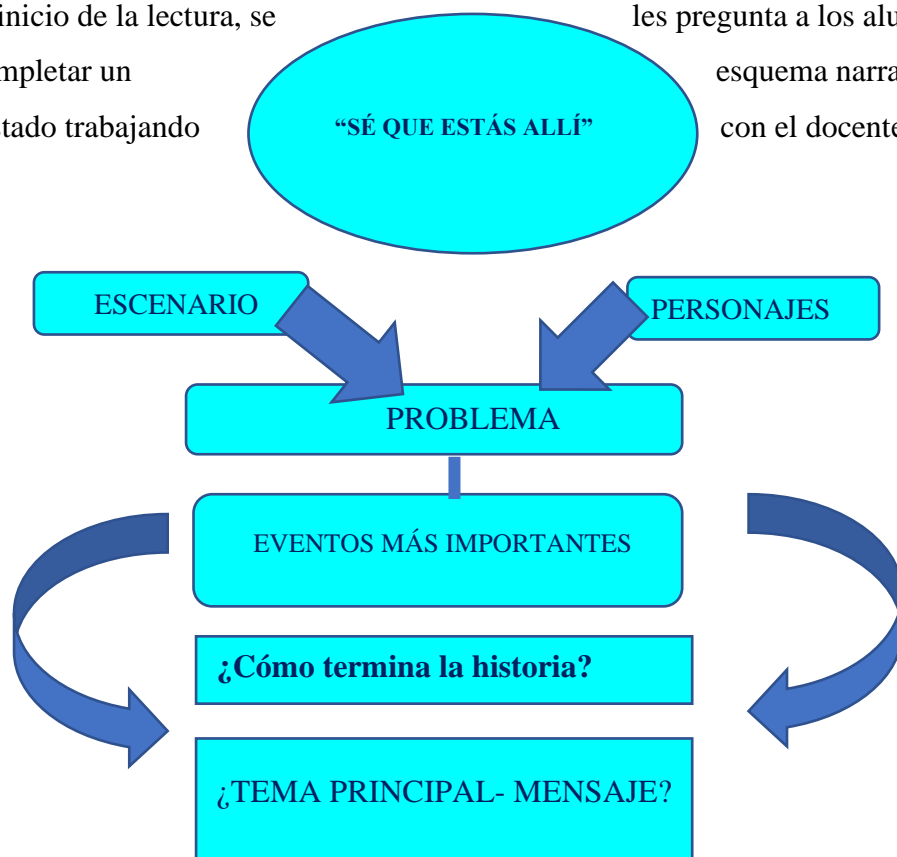 inicio de la lectura, se les pregunta a los alu
mpletar un esquema narra
stado trabajando con el docente
“SÉ QUE ESTÁS ALLÍ”
ESCENARIO
PERSONAJES
PROBLEMA
EVENTOS MÁS IMPORTANTES
¿Cómo termina la historia?
¿TEMA PRINCIPAL- MENSAJE?